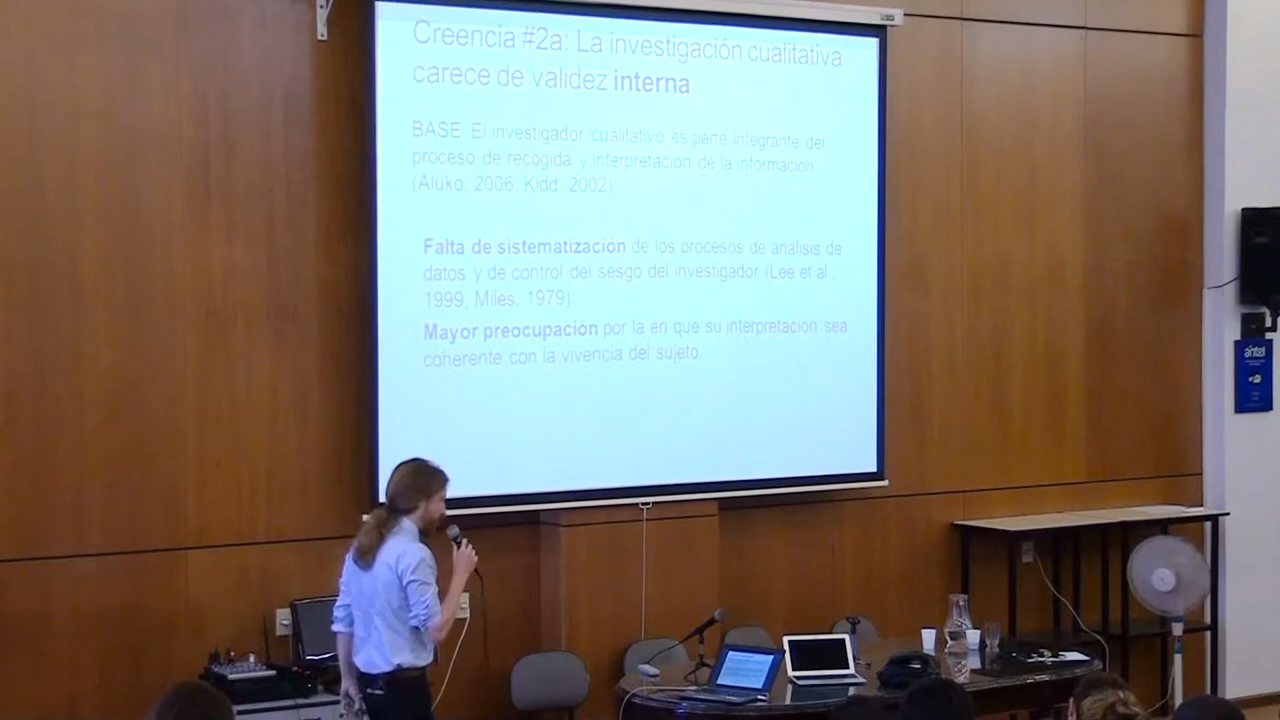 Creencia #2a: La investigación cualitativa
carece de validez interna
BASE: El investigador cualitativo es parte integrante del
proceso de recogida y interpretación de la información
(Aluko, 2006; Kidd, 2002)
Falta de sistematización de los procesos de análisis de
datos y de control del sesgo del investigador (Lee et al.,
1999; Miles, 1979).
Mayor preocupación por la en que su interpretación sea
coherente con la vivencia del sujeto.
antel